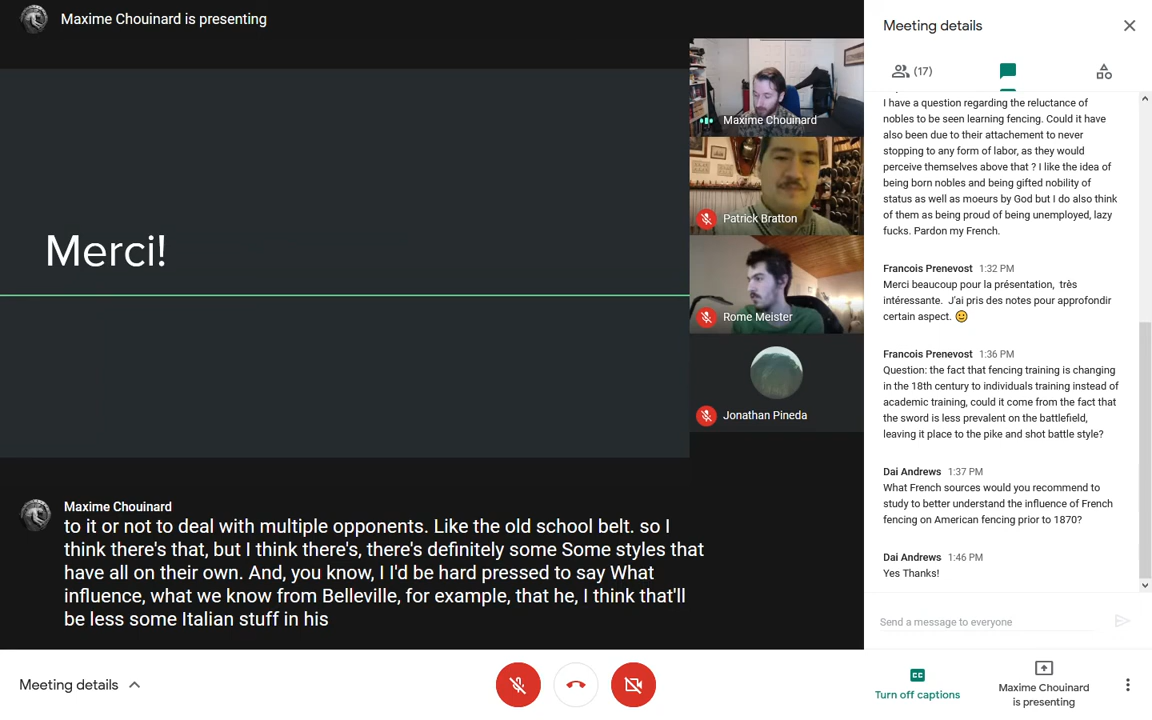 Maxime Chouinard is presenting
Merci!
Maxime Chouinard
Patrick Bratton
Rome Meister
Jonathan Pineda
Maxime Chouinard
to it or not to deal with multiple opponents. Like the old school belt. so I
think there's that, but I think there's, there's definitely some Some styles that
have all on their own. And, you know, I I'd be hard pressed to say What
influence, what we know from Belleville, for example, that he, I think that'll
be less some Italian stuff in his
Meeting details
(17)
I have a question regarding the reluctance of
nobles to be seen learning fencing. Could it have
also been due to their attachement to never
stopping to any form of labor, as they would
perceive themselves above that ? I like the idea of
being born nobles and being gifted nobility of
status as well as moeurs by God but I do also think
of them as being proud of being unemployed, lazy
fucks. Pardon my French.
Francois Prenevost 1:32 PM
Merci beaucoup pour la présentation, très
intéressante. J'ai pris des notes pour approfondir
certain aspect. 🙂
Francois Prenevost 1:36 PM
Question: the fact that fencing training is changing
in the 18th century to individuals training instead of
academic training, could it come from the fact that
the sword is less prevalent on the battlefield,
leaving it place to the pike and shot battle style?
Dai Andrews 1:37 PM
What French sources would you recommend to
study to better understand the influence of French
fencing on American fencing prior to 1870?
Dai Andrews 1:46 PM
Yes Thanks!
Send a message to everyone
Meeting details
CC
Turn off captions
Maxime Chouinard
is presenting